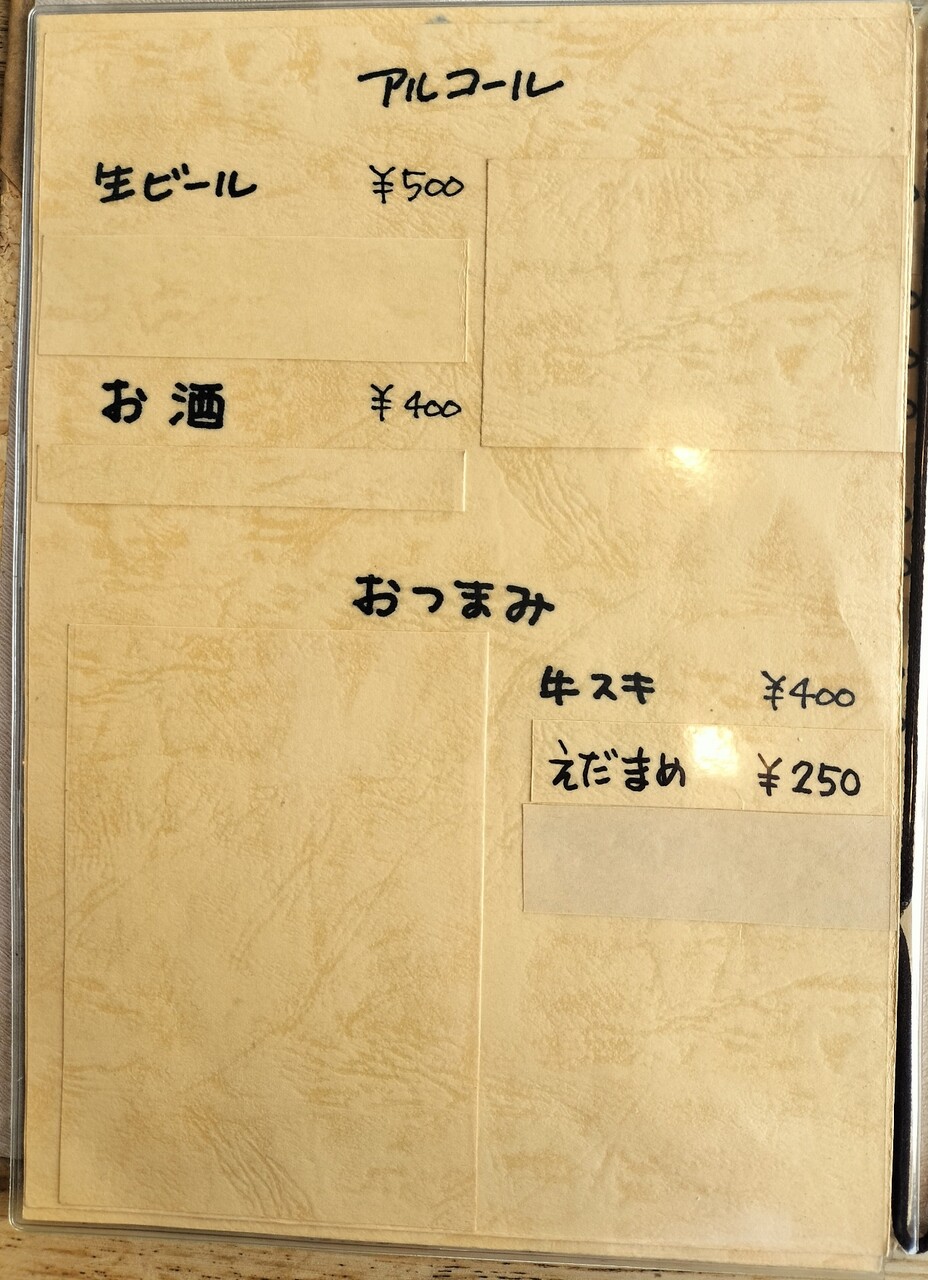 アルコール
生ビール ¥500
お酒 ¥400
おつまみ
牛スキ ¥400
えだまめ ¥250